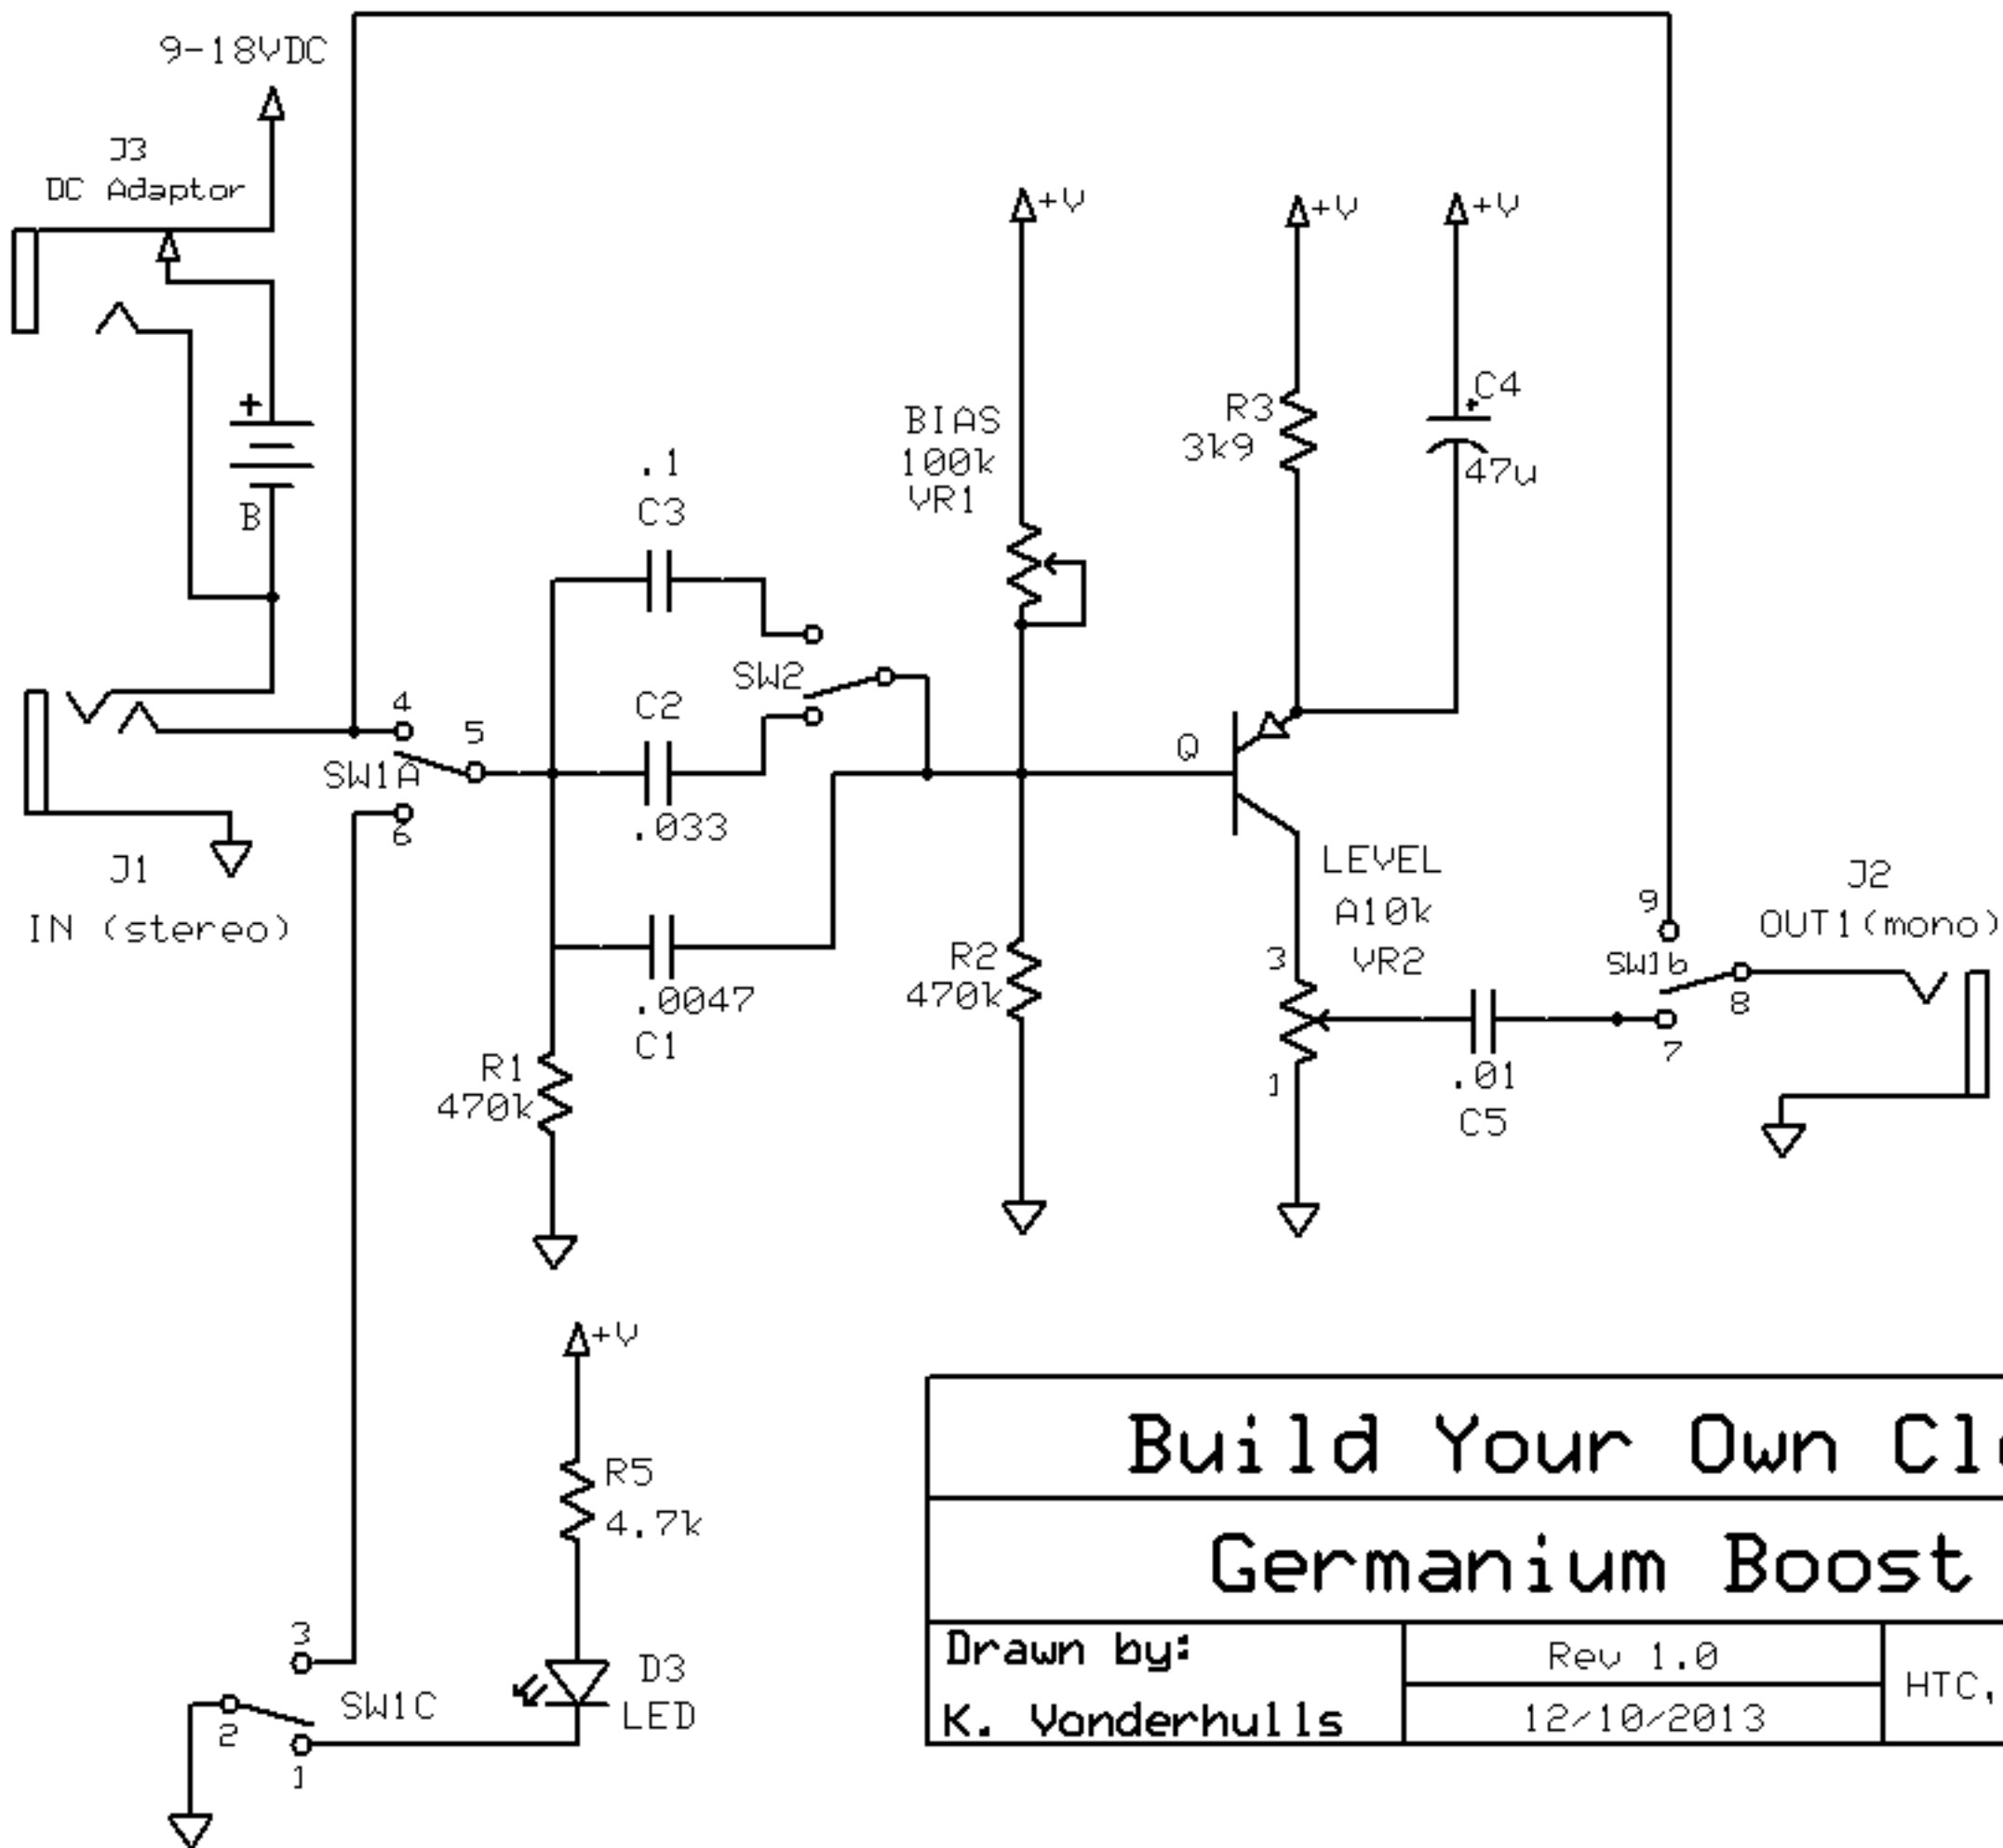 9-18VDC
J3
DC Adaptor
+
B
J1
IN (stereo)
4
5
SW1A
6
.1
C3
SW2
C2
.033
.0047
C1
R1
470k
+V
BIAS
100k
VR1
R2
470k
+V
R3
3k9
+V
+
C4
47u
Q
LEVEL
A10k
VR2
3
1
.01
C5
9
SW1b
8
7
J2
OUT1(mono)
+V
R5
4.7k
D3
LED
3
SW1C
2
1
Build Your Own Cl
Germanium Boost
Drawn by:
K. Vonderhulls
Rev 1.0
12/10/2013
HTC,